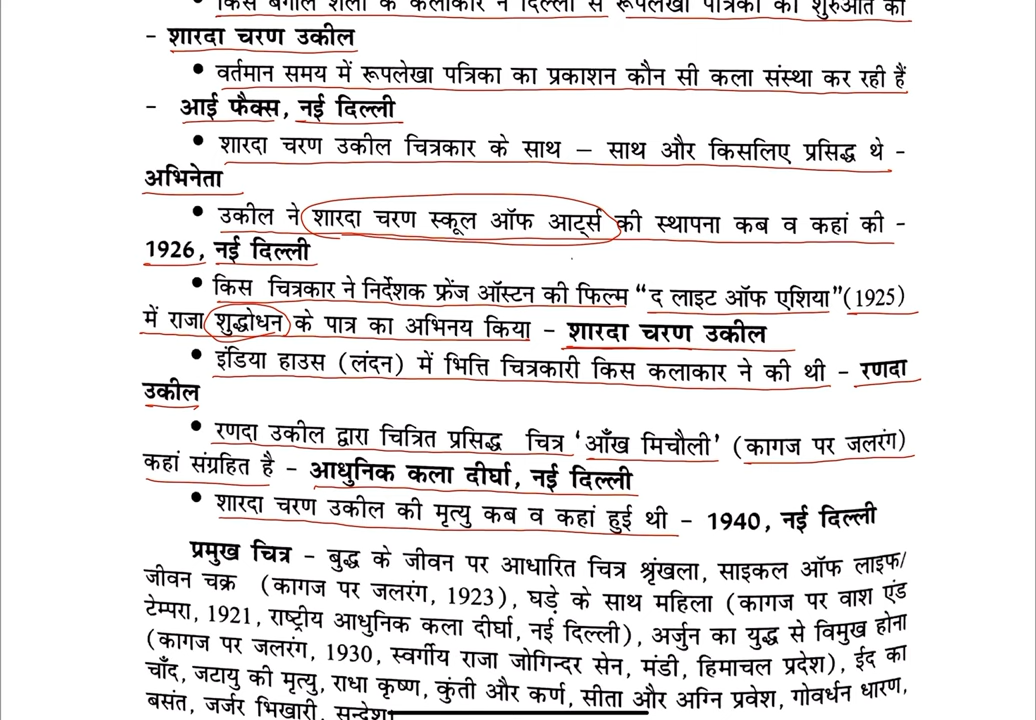 • किस बंगाल शैली के कलाकार ने दिल्ली से रूपलेखा पत्रिका की शुरुआत की
- शारदा चरण उकील
• वर्तमान समय में रूपलेखा पत्रिका का प्रकाशन कौन सी कला संस्था कर रही हैं
- आई फैक्स, नई दिल्ली
• शारदा चरण उकील चित्रकार के साथ – साथ और किसलिए प्रसिद्ध थे -
अभिनेता
• उकील ने शारदा चरण स्कूल ऑफ आर्ट्स की स्थापना कब व कहां की -
1926, नई दिल्ली
• किस चित्रकार ने निर्देशक फ्रेंज ऑस्टन की फिल्म “द लाइट ऑफ एशिया”(1925)
में राजा शुद्धोधन के पात्र का अभिनय किया - शारदा चरण उकील
• इंडिया हाउस (लंदन) में भित्ति चित्रकारी किस कलाकार ने की थी - रणदा
उकील
• रणदा उकील द्वारा चित्रित प्रसिद्ध चित्र ‘आँख मिचौली’ (कागज पर जलरंग)
कहां संग्रहित है - आधुनिक कला दीर्घा, नई दिल्ली
• शारदा चरण उकील की मृत्यु कब व कहां हुई थी - 1940, नई दिल्ली
प्रमुख चित्र - बुद्ध के जीवन पर आधारित चित्र श्रृंखला, साइकल ऑफ लाइफ/
जीवन चक्र (कागज पर जलरंग, 1923), घड़े के साथ महिला (कागज पर वाश एंड
टेम्परा, 1921, राष्ट्रीय आधुनिक कला दीर्घा, नई दिल्ली), अर्जुन का युद्ध से विमुख होना
(कागज पर जलरंग, 1930, स्वर्गीय राजा जोगिन्दर सेन, मंडी, हिमाचल प्रदेश), ईद का
चाँद, जटायु की मृत्यु, राधा कृष्ण, कुंती और कर्ण, सीता और अग्नि प्रवेश, गोवर्धन धारण,
बसंत, जर्जर भिखारी, सन्देश